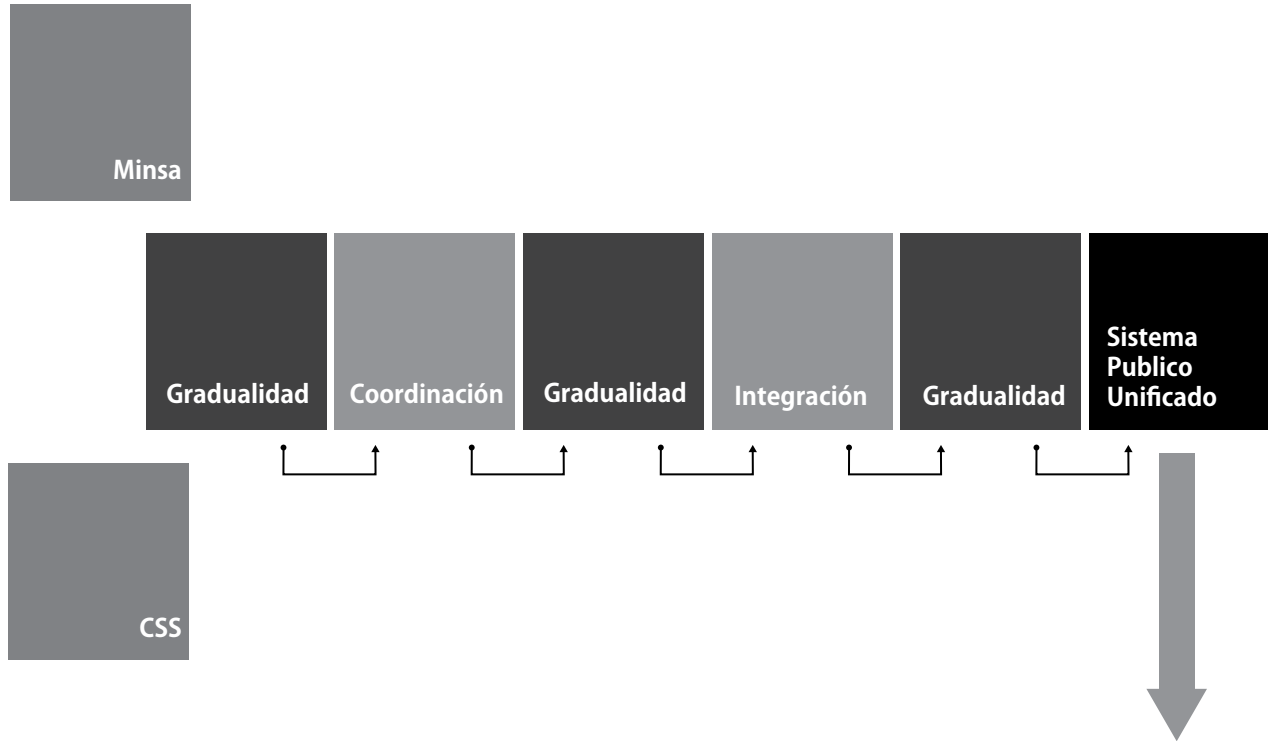 Minsa
Gradualidad
Coordinación
Gradualidad
Integración
Gradualidad
Sistema
Publico
Unificado
CSS